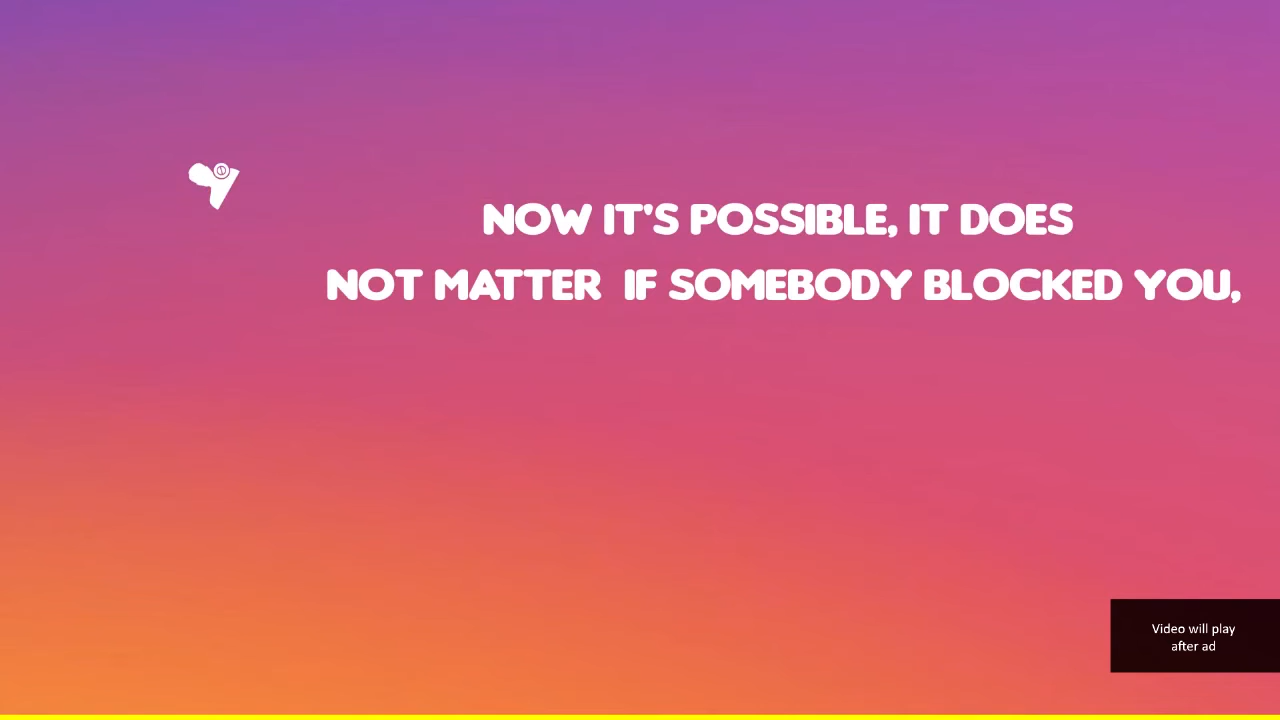 NOW IT'S POSSIBLE, IT DOES
NOT MATTER IF SOMEBODY BLOCKED YOU,
Video will play
after ad